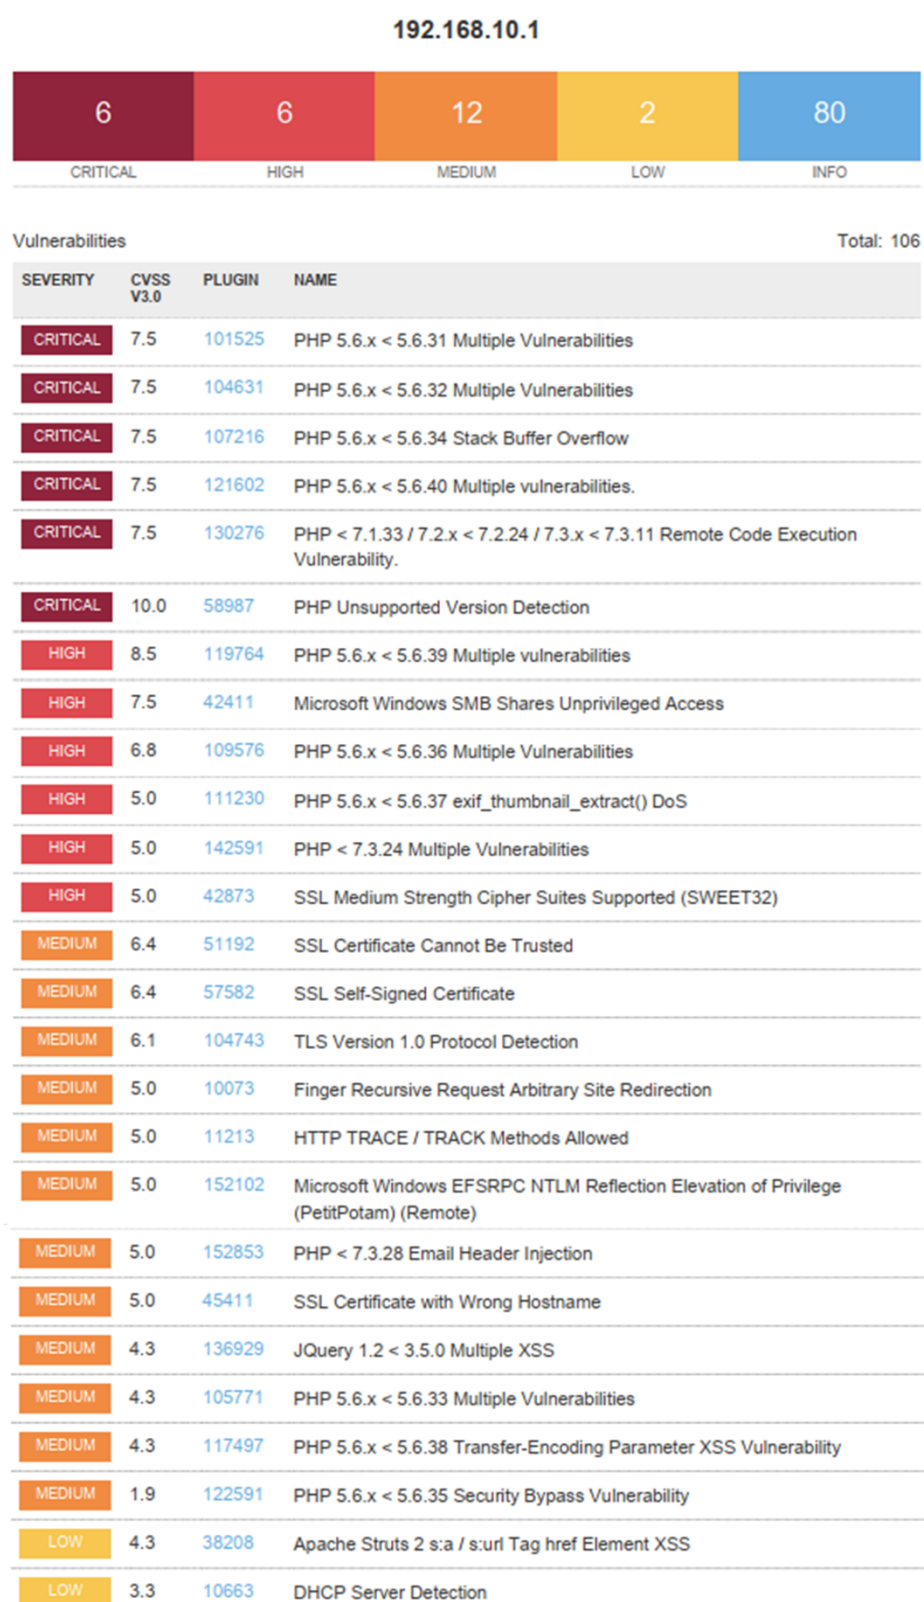 192.168.10.1
6 6 12 2 80
CRITICAL HIGH MEDIUM LOW INFO
Vulnerabilities Total: 106
SEVERITY CVSS V3.0 PLUGIN NAME
CRITICAL 7.5 101525 PHP 5.6.x < 5.6.31 Multiple Vulnerabilities
CRITICAL 7.5 104631 PHP 5.6.x < 5.6.32 Multiple Vulnerabilities
CRITICAL 7.5 107216 PHP 5.6.x < 5.6.34 Stack Buffer Overflow
CRITICAL 7.5 121602 PHP 5.6.x < 5.6.40 Multiple vulnerabilities.
CRITICAL 7.5 130276 PHP < 7.1.33 / 7.2.x < 7.2.24 / 7.3.x < 7.3.11 Remote Code Execution
Vulnerability.
CRITICAL 10.0 58987 PHP Unsupported Version Detection
HIGH 8.5 119764 PHP 5.6.x < 5.6.39 Multiple vulnerabilities
HIGH 7.5 42411 Microsoft Windows SMB Shares Unprivileged Access
HIGH 6.8 109576 PHP 5.6.x < 5.6.36 Multiple Vulnerabilities
HIGH 5.0 111230 PHP 5.6.x < 5.6.37 exif_thumbnail_extract() DoS
HIGH 5.0 142591 PHP < 7.3.24 Multiple Vulnerabilities
HIGH 5.0 42873 SSL Medium Strength Cipher Suites Supported (SWEET32)
MEDIUM 6.4 51192 SSL Certificate Cannot Be Trusted
MEDIUM 6.4 57582 SSL Self-Signed Certificate
MEDIUM 6.1 104743 TLS Version 1.0 Protocol Detection
MEDIUM 5.0 10073 Finger Recursive Request Arbitrary Site Redirection
MEDIUM 5.0 11213 HTTP TRACE / TRACK Methods Allowed
MEDIUM 5.0 152102 Microsoft Windows EFSRPC NTLM Reflection Elevation of Privilege
(PetitPotam) (Remote)
MEDIUM 5.0 152853 PHP < 7.3.28 Email Header Injection
MEDIUM 5.0 45411 SSL Certificate with Wrong Hostname
MEDIUM 4.3 136929 JQuery 1.2 < 3.5.0 Multiple XSS
MEDIUM 4.3 105771 PHP 5.6.x < 5.6.33 Multiple Vulnerabilities
MEDIUM 4.3 117497 PHP 5.6.x < 5.6.38 Transfer-Encoding Parameter XSS Vulnerability
MEDIUM 1.9 122591 PHP 5.6.x < 5.6.35 Security Bypass Vulnerability
LOW 4.3 38208 Apache Struts 2 s:a / s:url Tag href Element XSS
LOW 3.3 10663 DHCP Server Detection